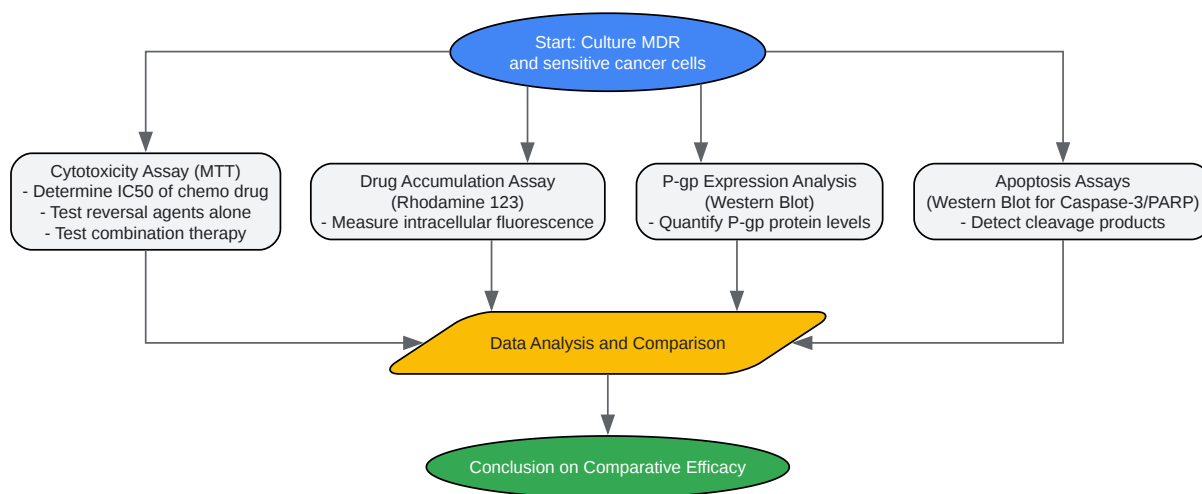 Start: Culture MDR
and sensitive cancer cells
Cytotoxicity Assay (MTT)
- Determine IC50 of chemo drug
- Test reversal agents alone
- Test combination therapy
Drug Accumulation Assay
(Rhodamine 123)
- Measure intracellular fluorescence
P-gp Expression Analysis
(Western Blot)
- Quantify P-gp protein levels
Apoptosis Assays
(Western Blot for Caspase-3/PARP)
- Detect cleavage products
Data Analysis and Comparison
Conclusion on Comparative Efficacy